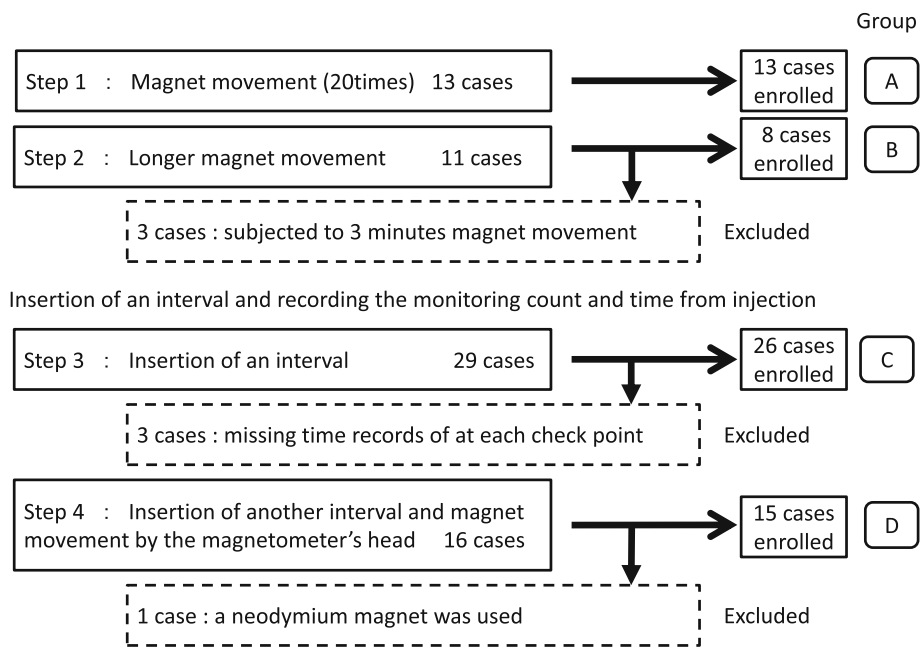 Group
Step 1 : Magnet movement (20times) 13 cases
13 cases
enrolled
A
Step 2 : Longer magnet movement 11 cases
8 cases
enrolled
B
3 cases : subjected to 3 minutes magnet movement Excluded
Insertion of an interval and recording the monitoring count and time from injection
Step 3 : Insertion of an interval 29 cases
26 cases
enrolled
C
3 cases : missing time records of at each check point Excluded
Step 4 : Insertion of another interval and magnet
movement by the magnetometer's head 16 cases
15 cases
enrolled
D
1 case : a neodymium magnet was used Excluded